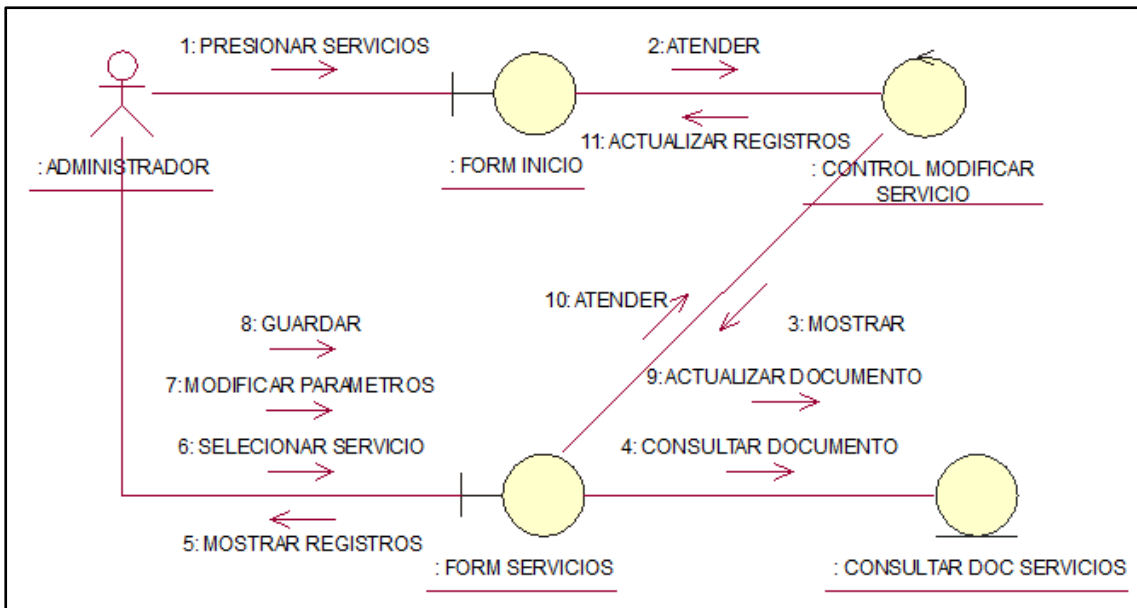 1: PRESIONAR SERVICIOS
2: ATENDER
11: ACTUALIZAR REGISTROS
: ADMINISTRADOR
: FORM INICIO
: CONTROL MODIFICAR
SERVICIO
10: ATENDER
3: MOSTRAR
8: GUARDAR
7: MODIFICAR PARAMETROS
9: ACTUALIZAR DOCUMENTO
6: SELECIONAR SERVICIO
4: CONSULTAR DOCUMENTO
5: MOSTRAR REGISTROS
: FORM SERVICIOS
: CONSULTAR DOC SERVICIOS